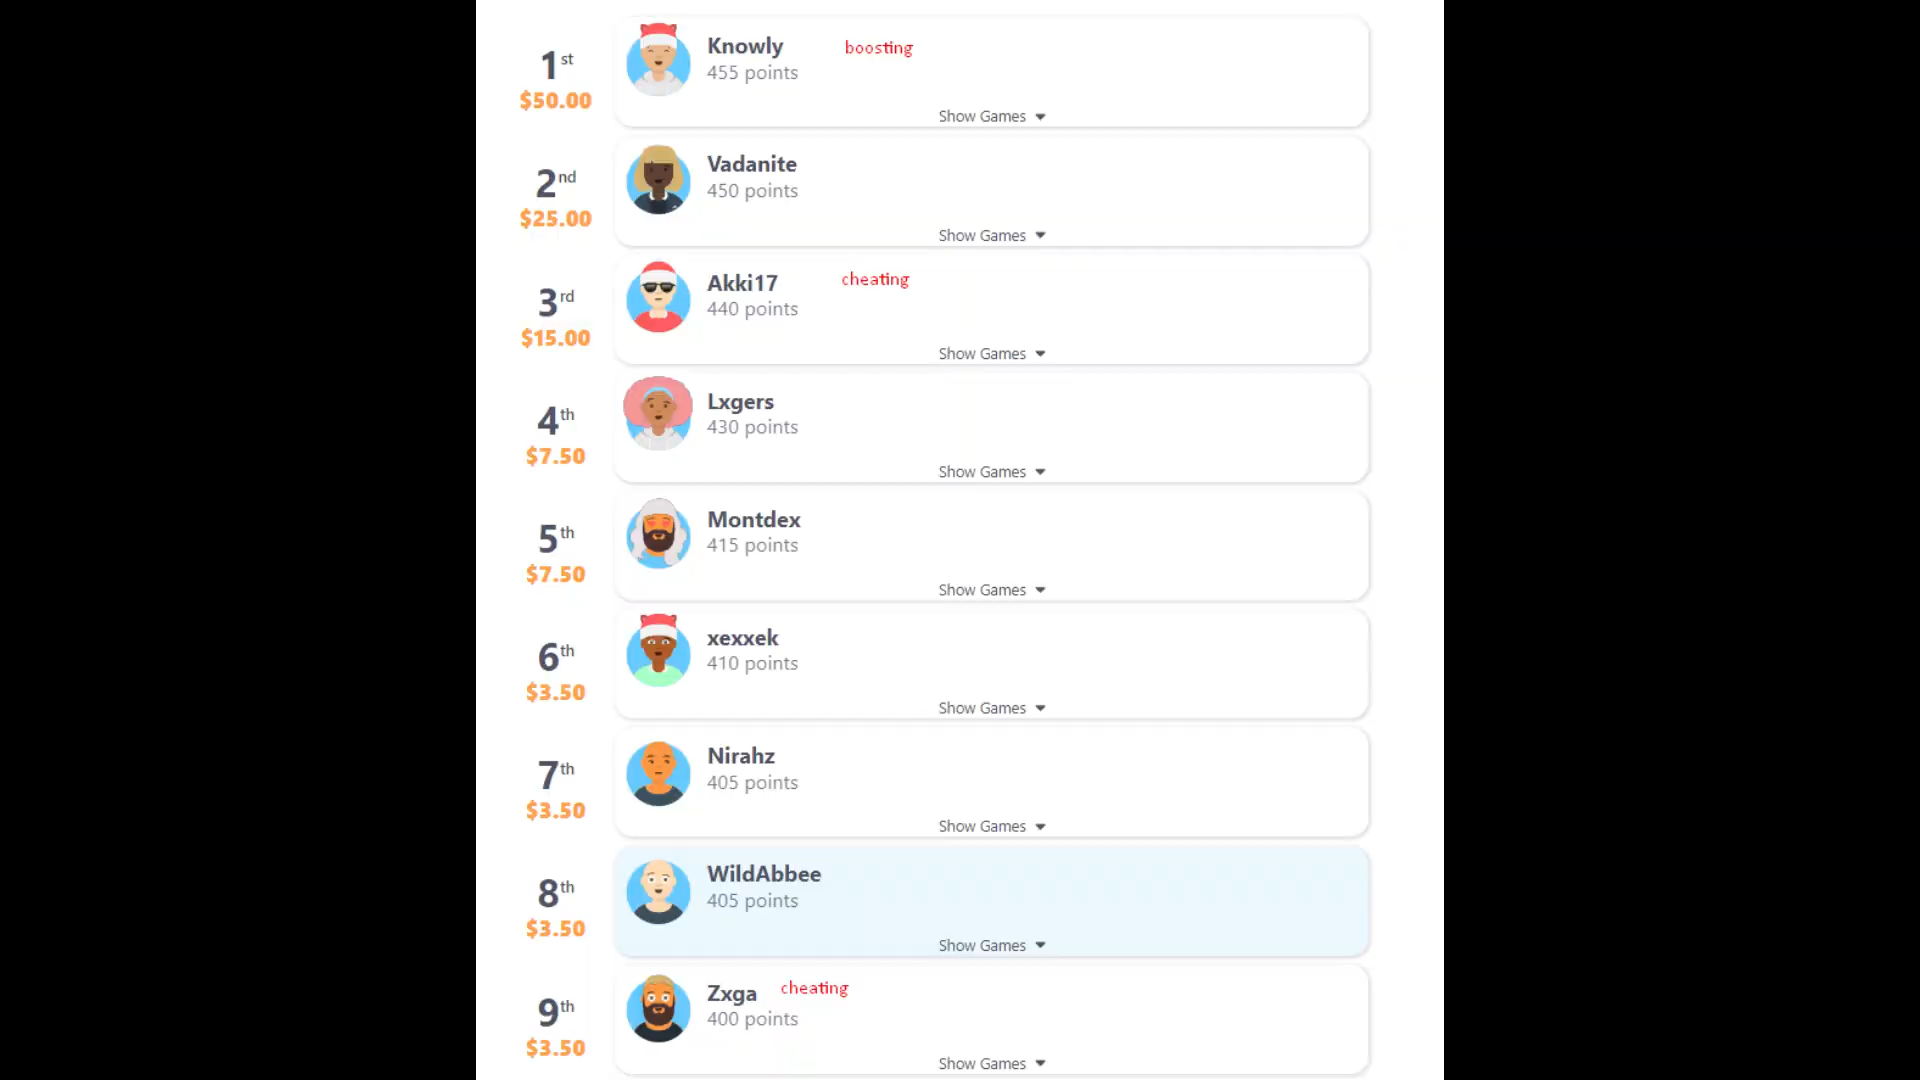 1st
$50.00
Knowly boosting
455 points
Show Games
2nd
$25.00
Vadanite
450 points
Show Games
3rd
$15.00
Akki17 cheating
440 points
Show Games
4th
$7.50
Lxgers
430 points
Show Games
5th
$7.50
Montdex
415 points
Show Games
6th
$3.50
xexxek
410 points
Show Games
7th
$3.50
Nirahz
405 points
Show Games
8th
$3.50
WildAbbee
405 points
Show Games
9th
$3.50
Zxga cheating
400 points
Show Games